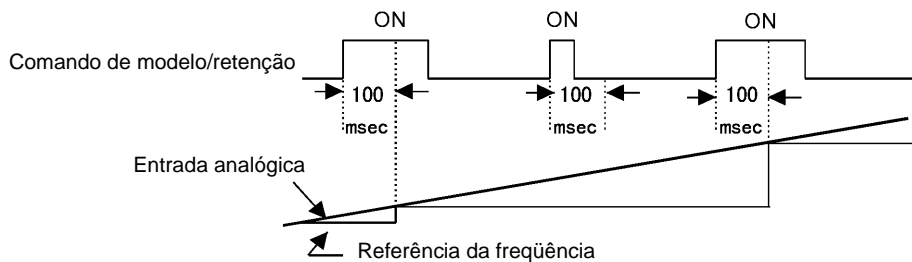 ON ON ON
Comando de modelo/retenção
100 100 100
msec msec msec
Entrada analógica
Referência da freqüência